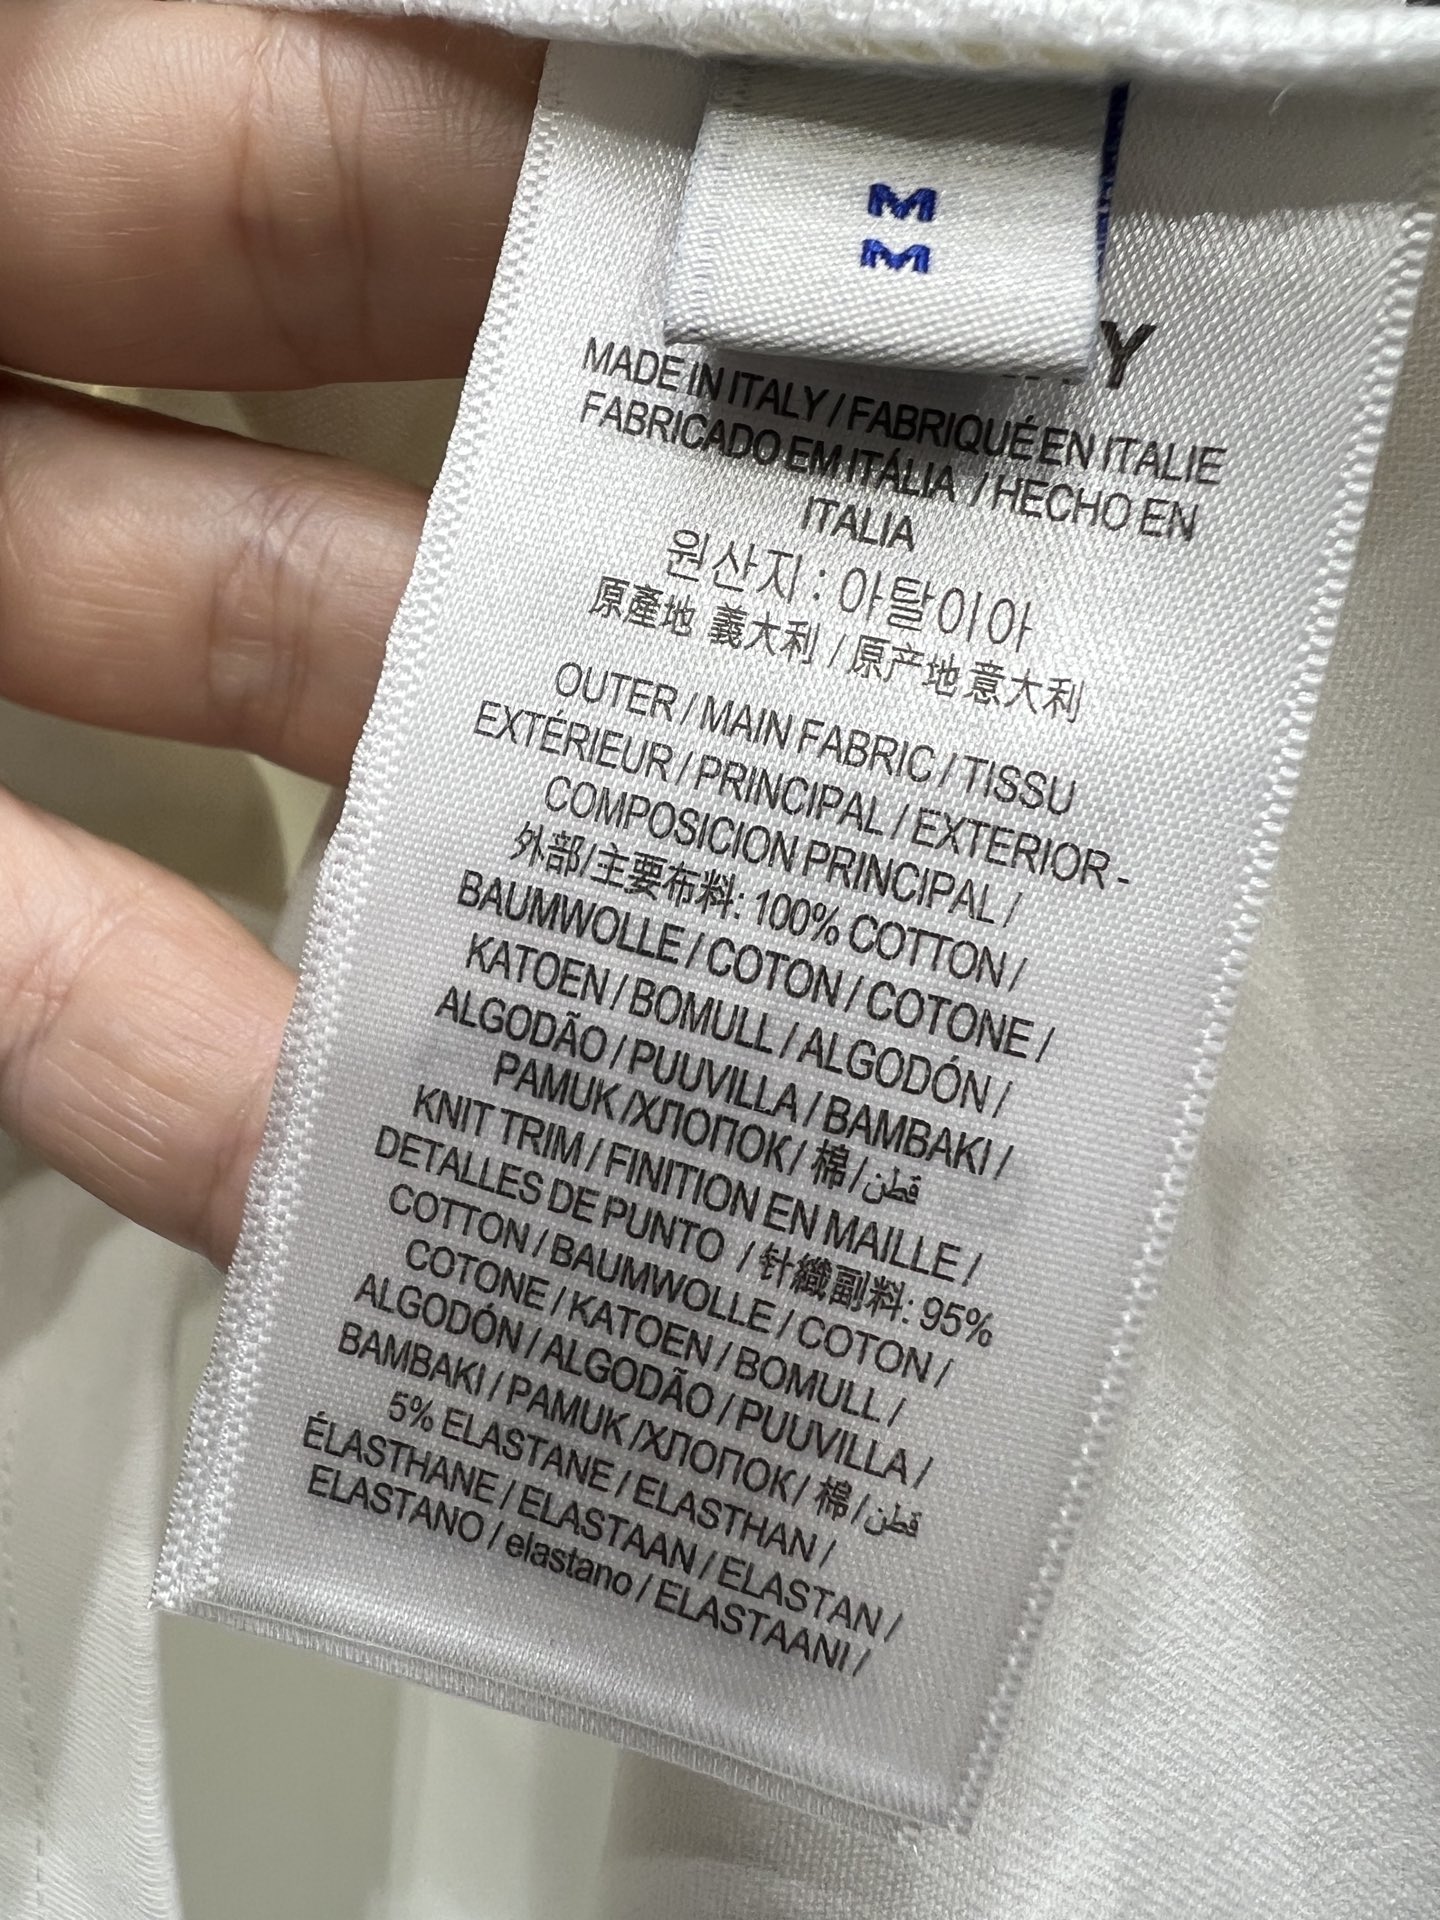 M
M
Y
MADE IN ITALY / FABRIQUÉ EN ITALIE
FABRICADO EM ITÁLIA / HECHO EN
ITALIA
원산지 : 아탈이아
原產地 義大利 / 原产地 意大利
OUTER / MAIN FABRIC / TISSU
EXTÉRIEUR / PRINCIPAL / EXTERIOR -
COMPOSICION PRINCIPAL /
外部/主要布料: 100% COTTON /
BAUMWOLLE / COTON / COTONE /
KATOEN / BOMULL / ALGODÓN /
ALGODÃO / PUUVILLA / BAMBAKI /
PAMUK /ХЛОПОК/ 棉/قطن
KNIT TRIM / FINITION EN MAILLE /
DETALLES DE PUNTO / 针織副料: 95%
COTTON / BAUMWOLLE / COTON /
COTONE / KATOEN / BOMULL /
ALGODÓN / ALGODÃO / PUUVILLA /
BAMBAKI / PAMUK /ХЛОПОК/ 棉/قطن
5% ELASTANE / ELASTHAN /
ÉLASTHANE / ELASTAAN / ELASTAN /
ELASTANO / elastano / ELASTAANI /